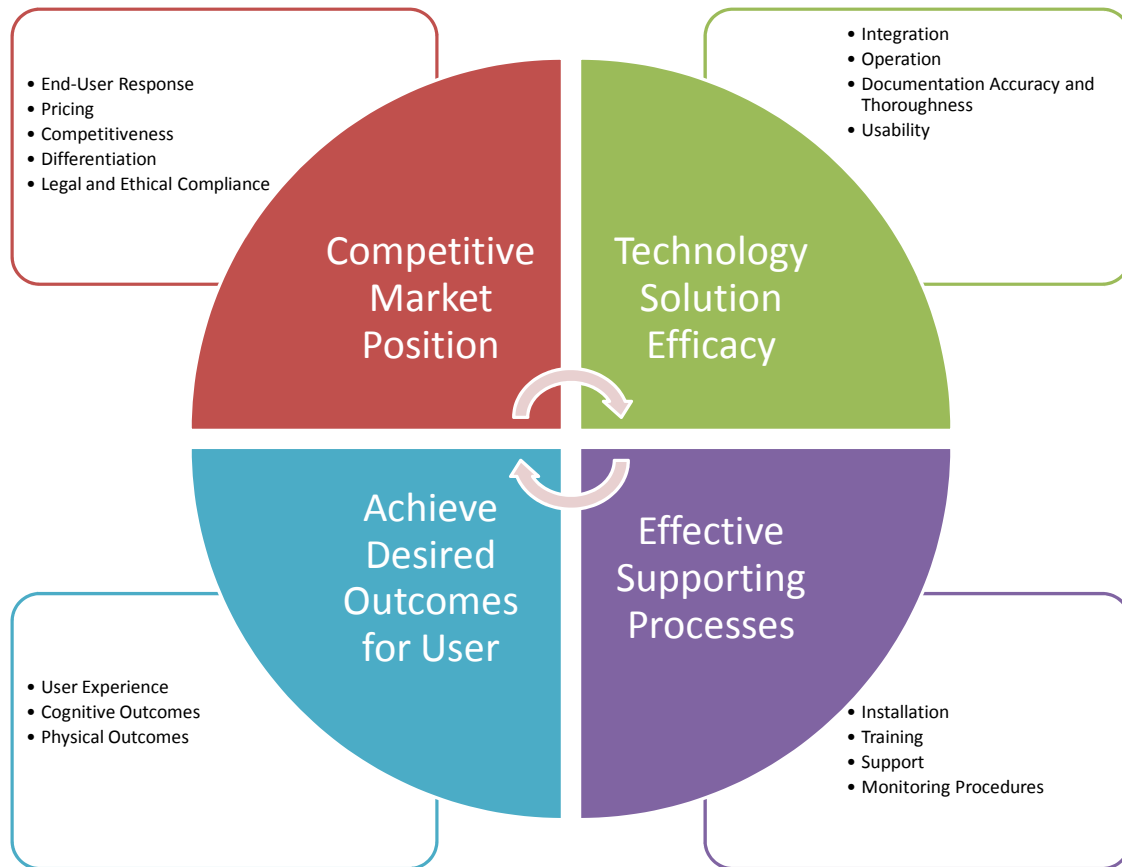 • End-User Response
• Pricing
• Competitiveness
• Differentiation
• Legal and Ethical Compliance
• Integration
• Operation
• Documentation Accuracy and
Thoroughness
• Usability
Competitive
Market
Position
Technology
Solution
Efficacy
Achieve
Desired
Outcomes
for User
Effective
Supporting
Processes
• User Experience
• Cognitive Outcomes
• Physical Outcomes
• Installation
• Training
• Support
• Monitoring Procedures